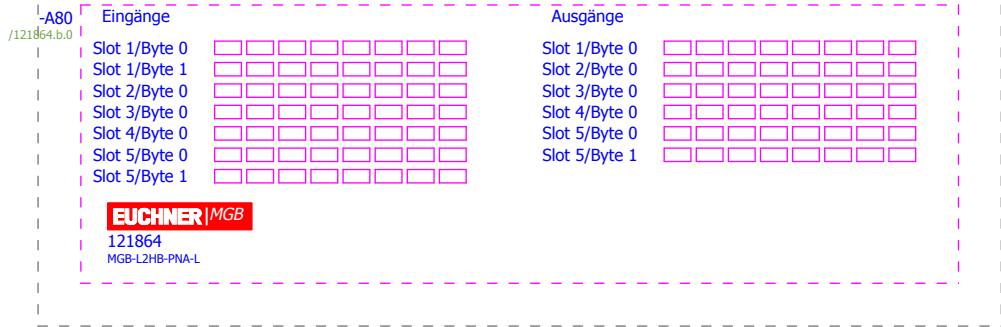 -A80
/121864.b.0
Eingänge
Slot 1/Byte 0
Slot 1/Byte 1
Slot 2/Byte 0
Slot 3/Byte 0
Slot 4/Byte 0
Slot 5/Byte 0
Slot 5/Byte 1
Ausgänge
Slot 1/Byte 0
Slot 2/Byte 0
Slot 3/Byte 0
Slot 4/Byte 0
Slot 5/Byte 0
Slot 5/Byte 1
EUCHNER|MGB
121864
MGB-L2HB-PNA-L